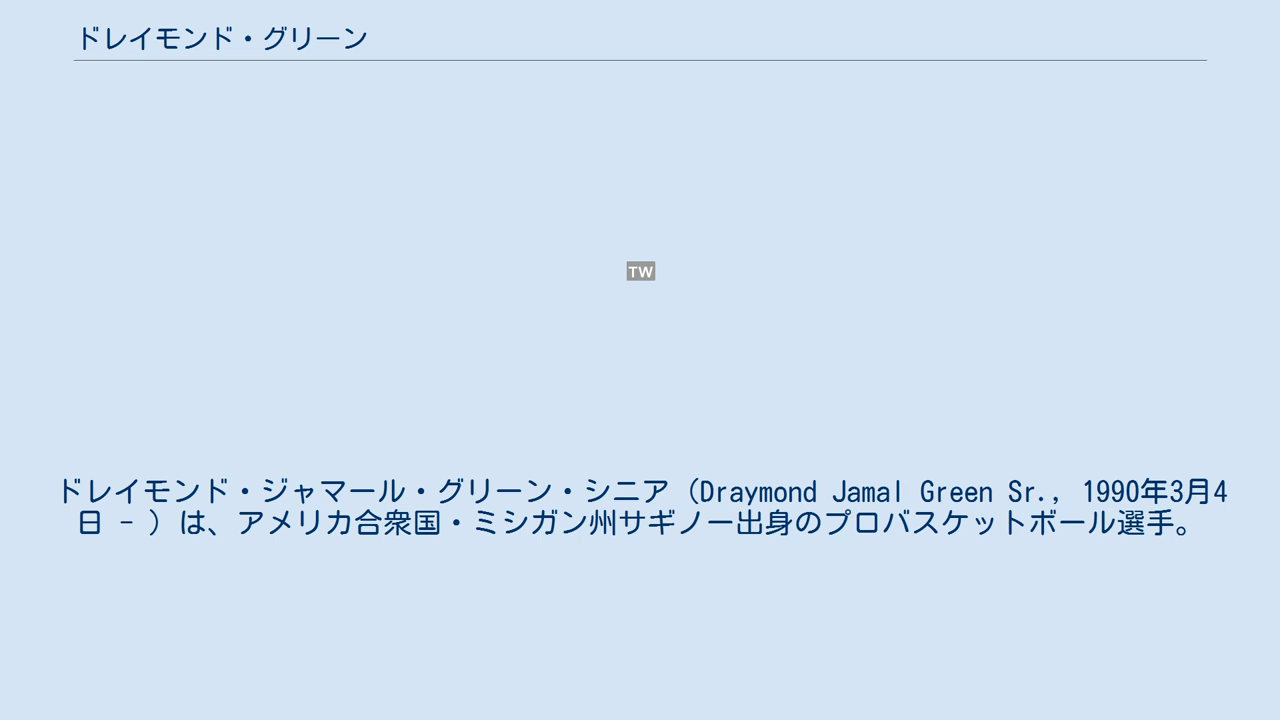 ドレイモンド・グリーン
TW
ドレイモンド・ジャマール・グリーン・シニア（Draymond Jamal Green Sr., 1990年3月4
日 - ）は、アメリカ合衆国・ミシガン州サギノー出身のプロバスケットボール選手。